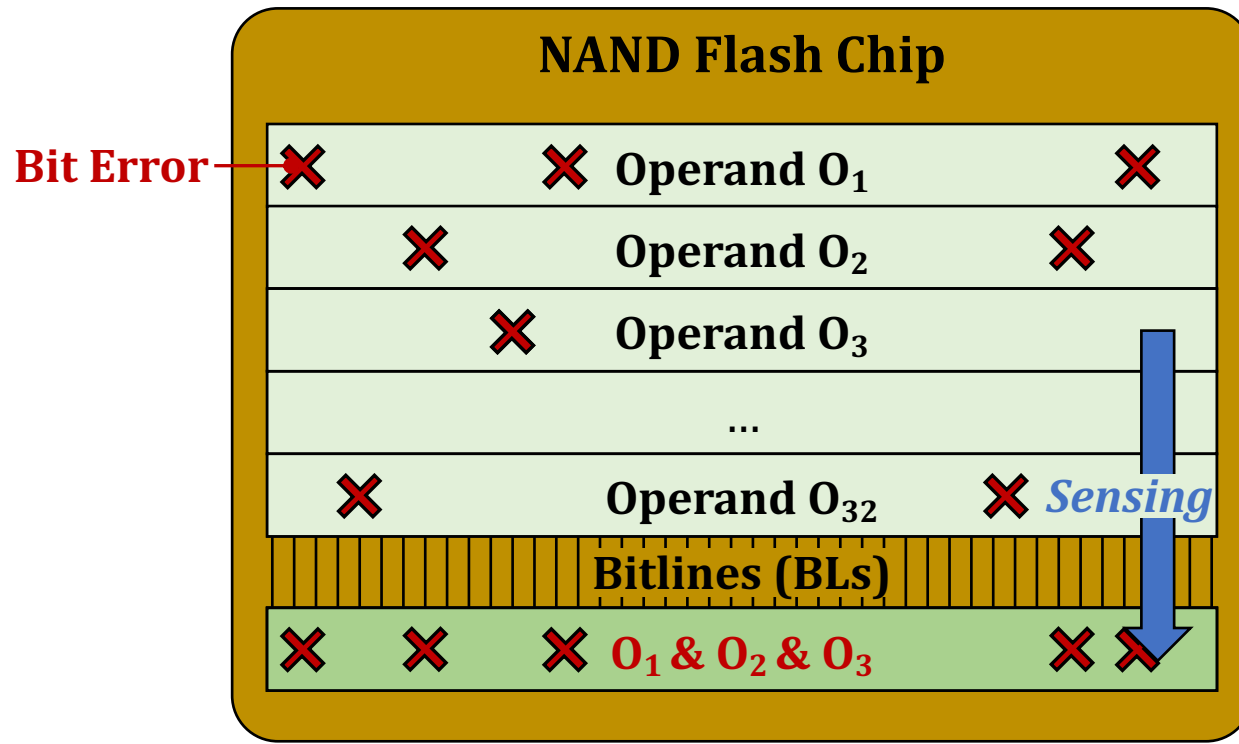 NAND Flash Chip
Bit Error
Operand O₁
Operand O₂
Operand O₃
...
Operand O₃₂
Sensing
Bitlines (BLs)
O₁ & O₂ & O₃